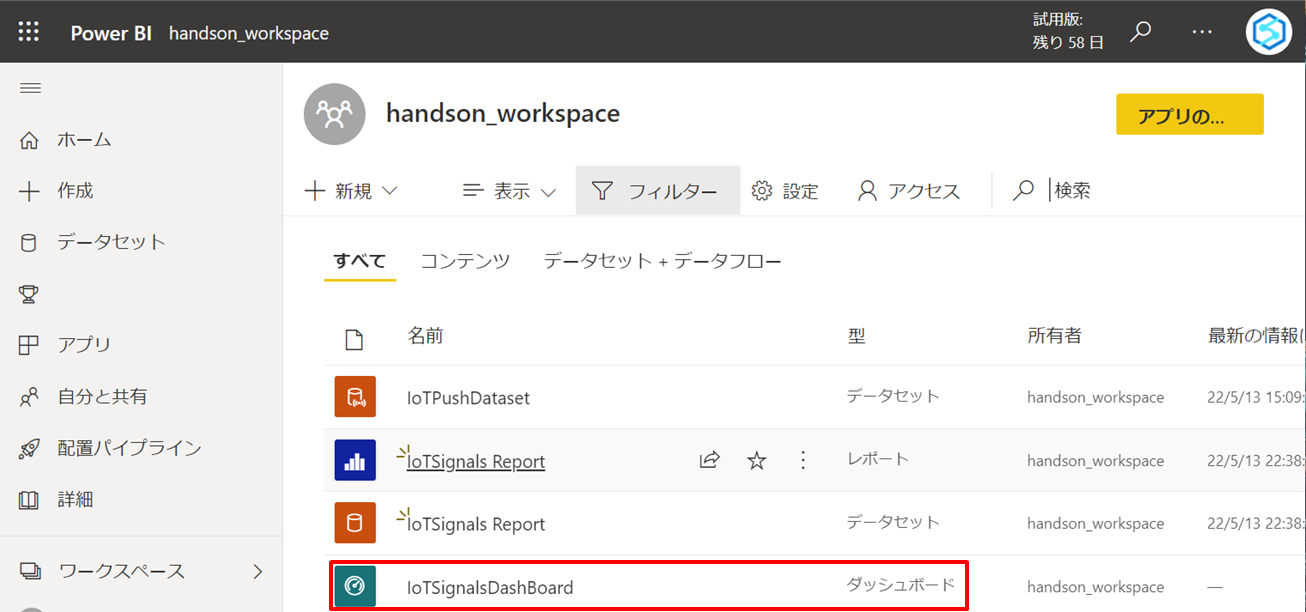 Power BI handson_workspace
試用版:
残り 58 日
ホーム
作成
データセット
アプリ
自分と共有
配置パイプライン
詳細
ワークスペース
handson_workspace
アプリの...
新規 表示 フィルター 設定 アクセス 検索
すべて コンテンツ データセット + データフロー
名前 型 所有者 最新の情報に
IoTPushDataset データセット handson_workspace 22/5/13 15:09:
IoTSignals Report レポート handson_workspace 22/5/13 22:38:
IoTSignals Report データセット handson_workspace 22/5/13 22:38:
IoTSignalsDashBoard ダッシュボード handson_workspace —